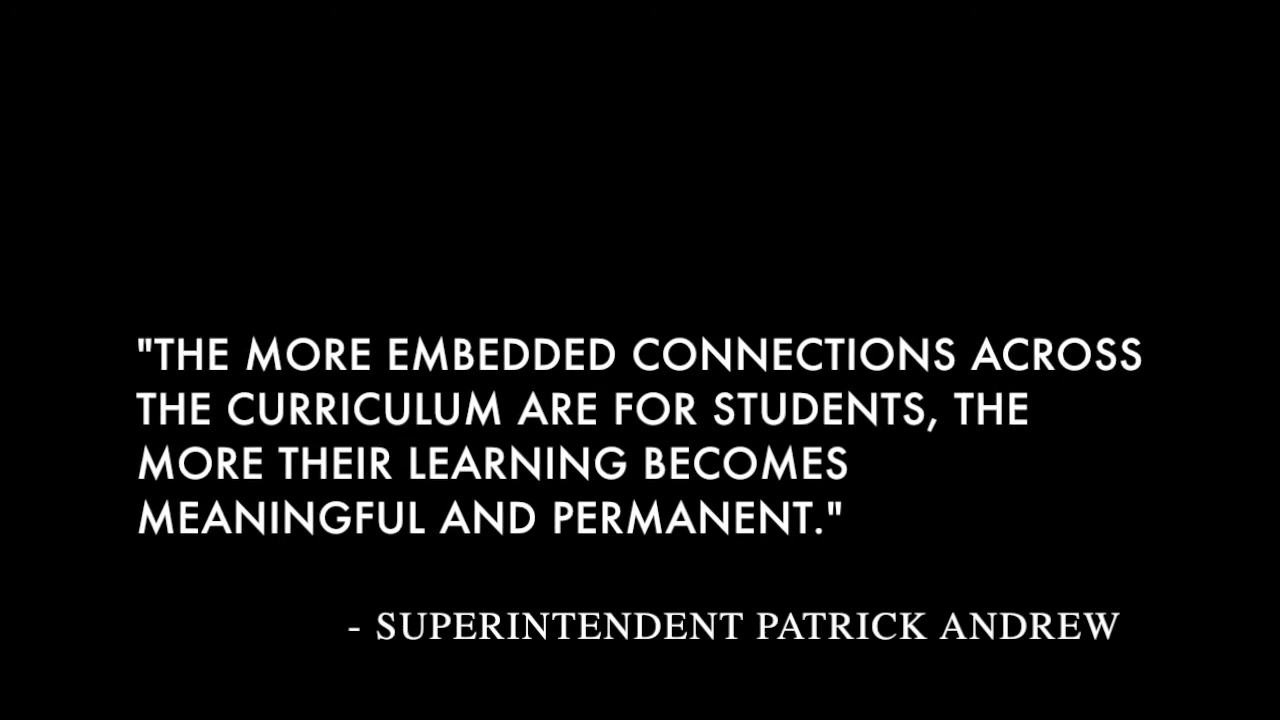 "THE MORE EMBEDDED CONNECTIONS ACROSS
THE CURRICULUM ARE FOR STUDENTS, THE
MORE THEIR LEARNING BECOMES
MEANINGFUL AND PERMANENT."
- SUPERINTENDENT PATRICK ANDREW